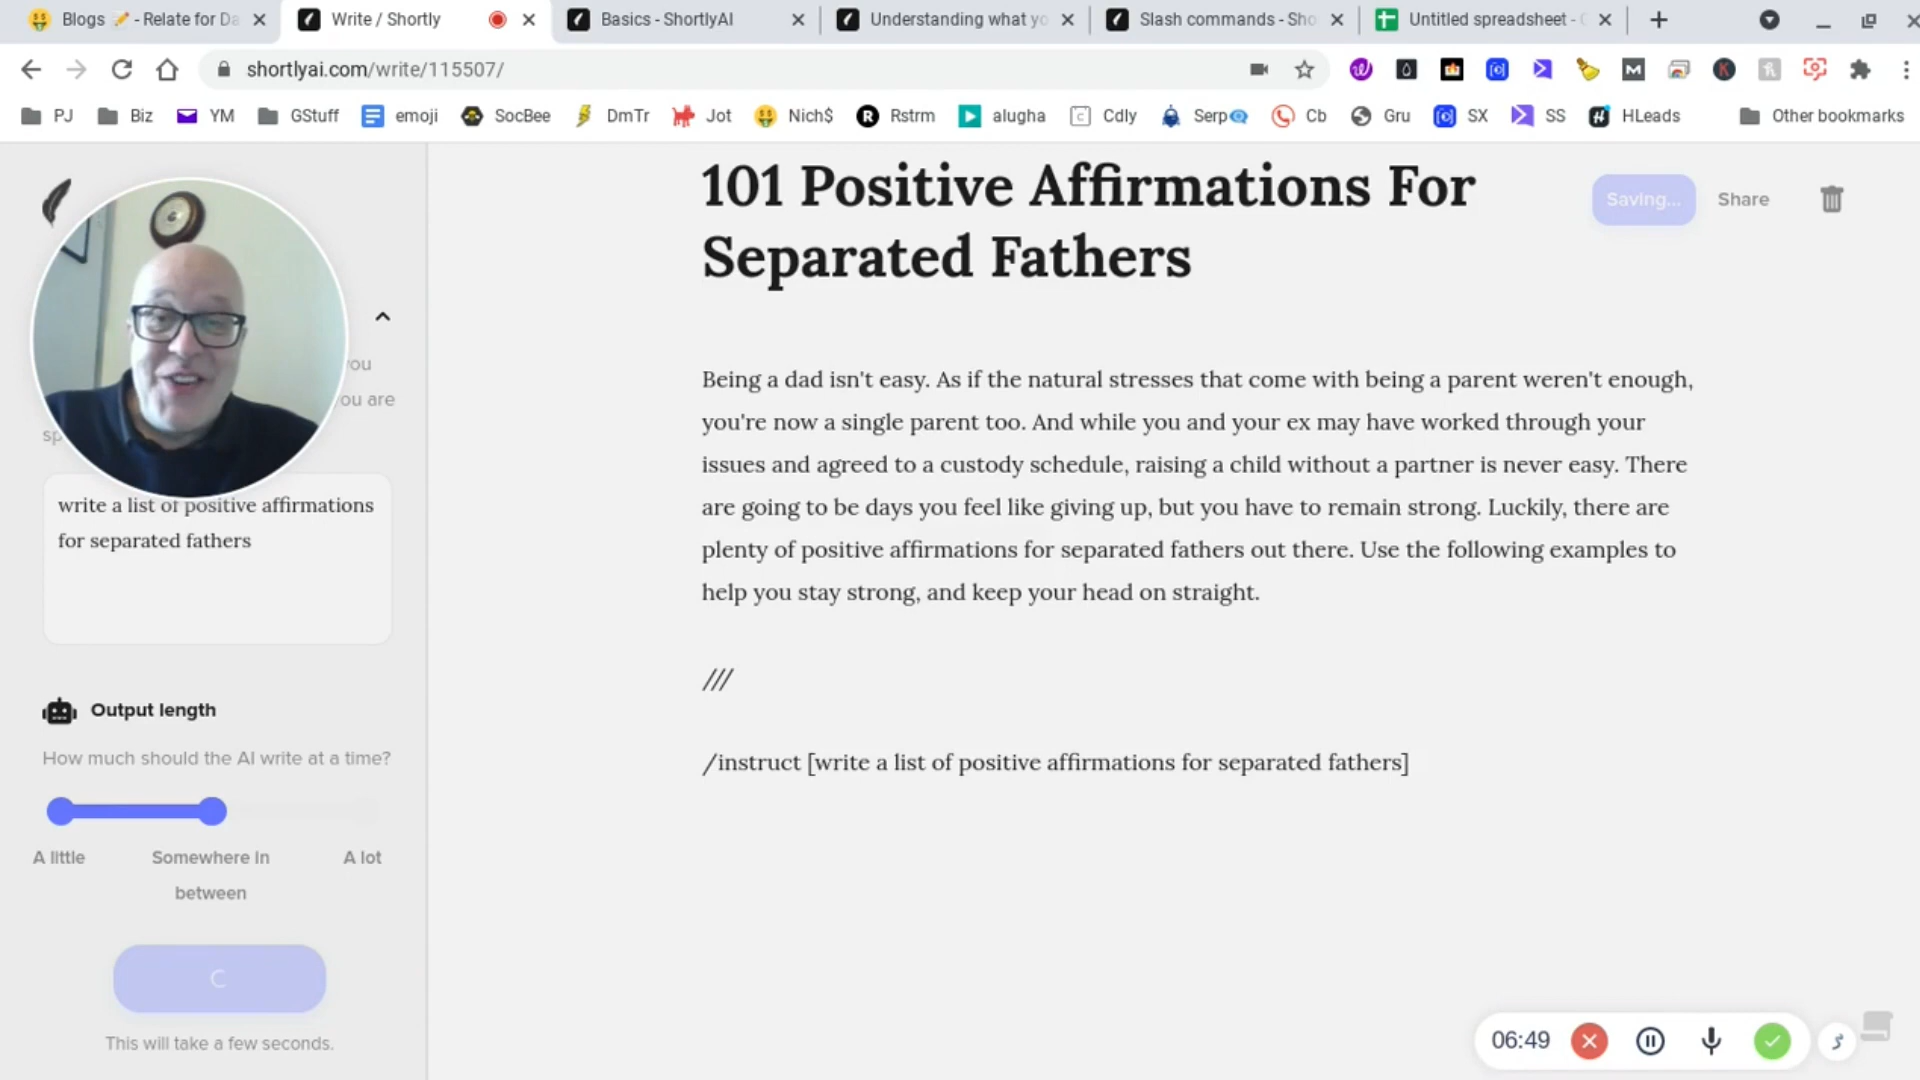 Blogs 📝 - Relate for Da
Write / Shortly
Basics - ShortlyAI
Understanding what yo
Slash commands - Sho
Untitled spreadsheet -
shortlyai.com/write/115507/
PJ
Biz
YM
GStuff
emoji
SocBee
DmTr
Jot
Nich$
Rstrm
alugha
Cdly
Serp
Cb
Gru
SX
SS
HLeads
Other bookmarks
101 Positive Affirmations For
Separated Fathers
Saving...
Share
Being a dad isn't easy. As if the natural stresses that come with being a parent weren't enough,
you're now a single parent too. And while you and your ex may have worked through your
issues and agreed to a custody schedule, raising a child without a partner is never easy. There
are going to be days you feel like giving up, but you have to remain strong. Luckily, there are
plenty of positive affirmations for separated fathers out there. Use the following examples to
help you stay strong, and keep your head on straight.
///
/instruct [write a list of positive affirmations for separated fathers]
ou are
write a list of positive affirmations
for separated fathers
Output length
How much should the AI write at a time?
A little
Somewhere in
between
A lot
This will take a few seconds.
06:49